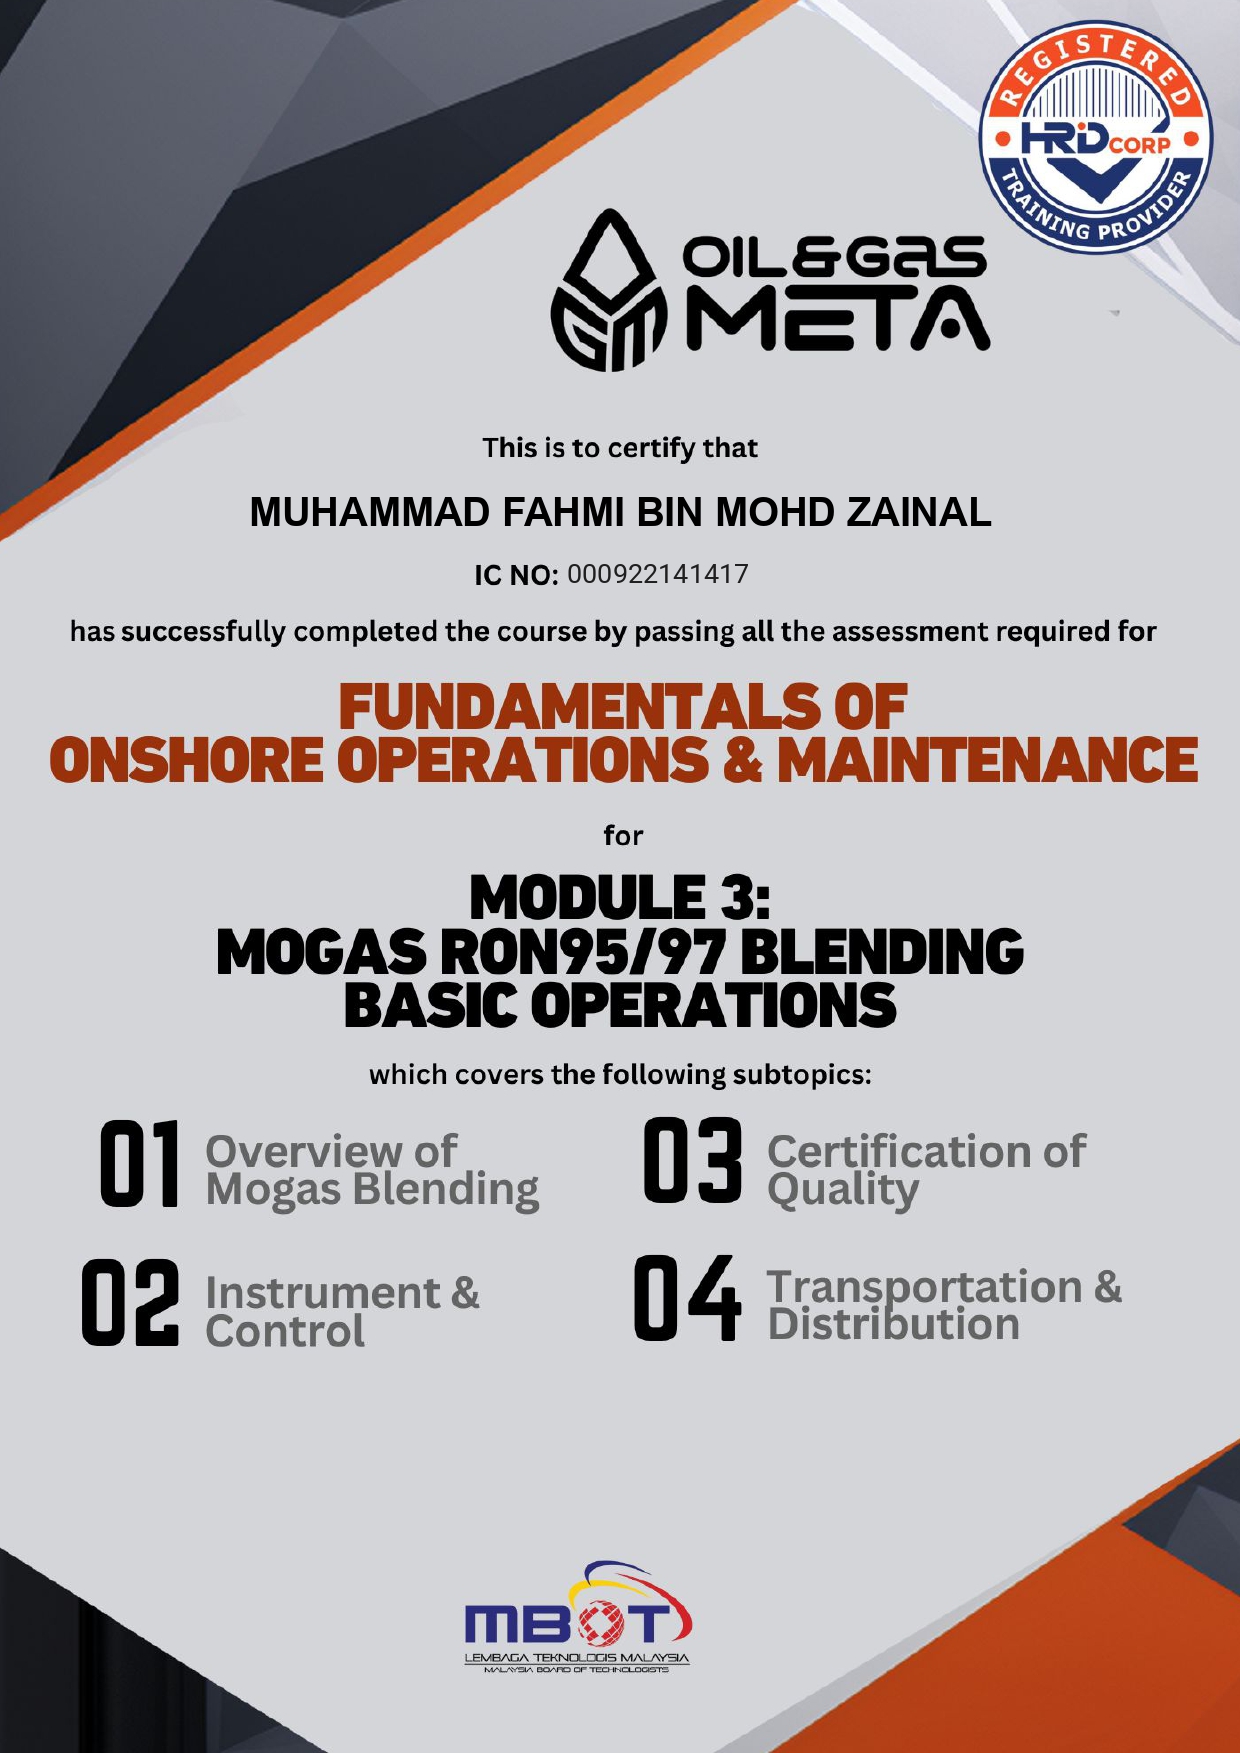 REGISTERED
HRD CORP
TRAINING PROVIDER
OIL&GAS
META
This is to certify that
MUHAMMAD FAHMI BIN MOHD ZAINAL
IC NO: 000922141417
has successfully completed the course by passing all the assessment required for
FUNDAMENTALS OF
ONSHORE OPERATIONS & MAINTENANCE
for
MODULE 3:
MOGAS RON95/97 BLENDING
BASIC OPERATIONS
which covers the following subtopics:
01 Overview of
Mogas Blending
02 Instrument &
Control
03 Certification of
Quality
04 Transportation &
Distribution
MBOT
LEMBAGA TEKNOLOGIS MALAYSIA
MALAYSIA BOARD OF TECHNOLOGISTS